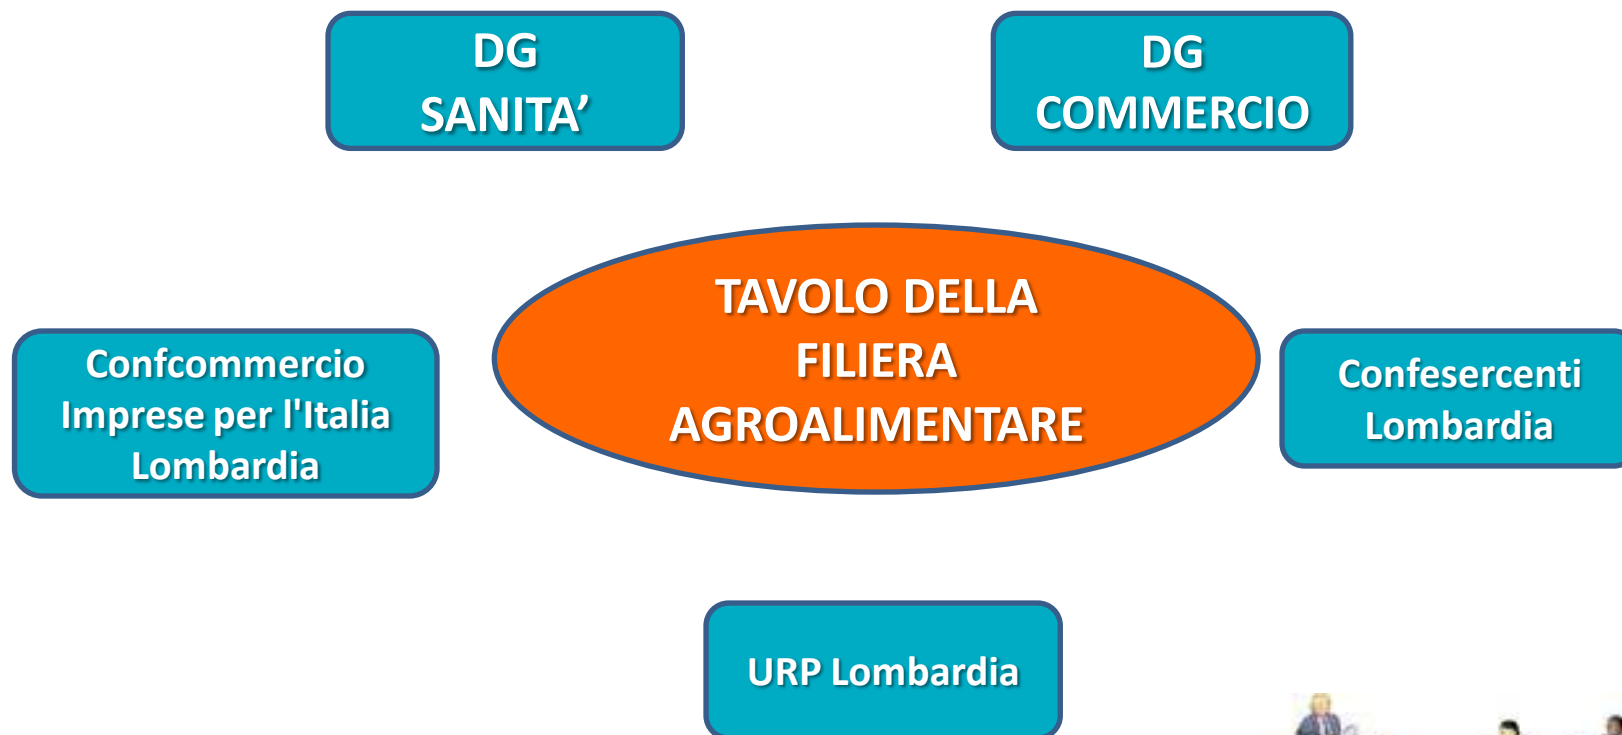 DG
SANITA’
DG
COMMERCIO
TAVOLO DELLA
FILIERA
AGROALIMENTARE
Confcommercio
Imprese per l'Italia
Lombardia
Confesercenti
Lombardia
URP Lombardia